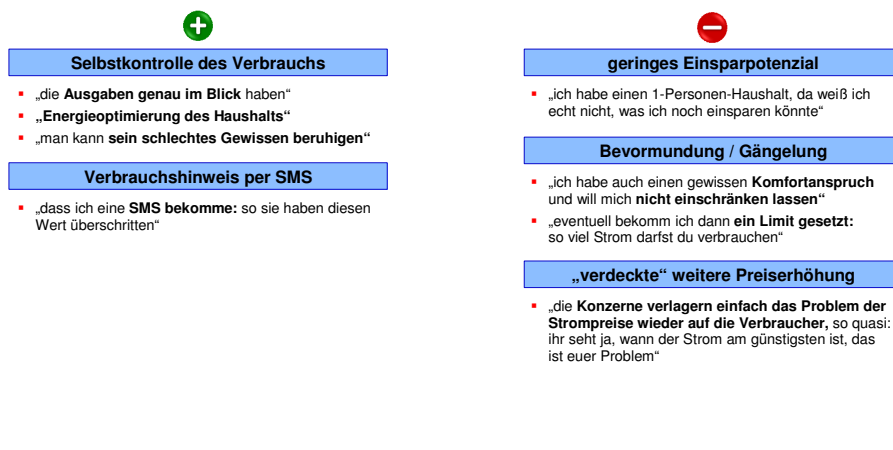 Selbstkontrolle des Verbrauchs
„die Ausgaben genau im Blick haben“
„Energieoptimierung des Haushalts“
„man kann sein schlechtes Gewissen beruhigen“
Verbrauchshinweis per SMS
„dass ich eine SMS bekomme: so sie haben diesen
Wert überschritten“
geringes Einsparpotenzial
„ich habe einen 1-Personen-Haushalt, da weiß ich
echt nicht, was ich noch einsparen könnte“
Bevormundung / Gängelung
„ich habe auch einen gewissen Komfortanspruch
und will mich nicht einschränken lassen“
„eventuell bekomm ich dann ein Limit gesetzt:
so viel Strom darfst du verbrauchen“
„verdeckte“ weitere Preiserhöhung
„die Konzerne verlagern einfach das Problem der
Strompreise wieder auf die Verbraucher, so quasi:
ihr seht ja, wann der Strom am günstigsten ist, das
ist euer Problem“